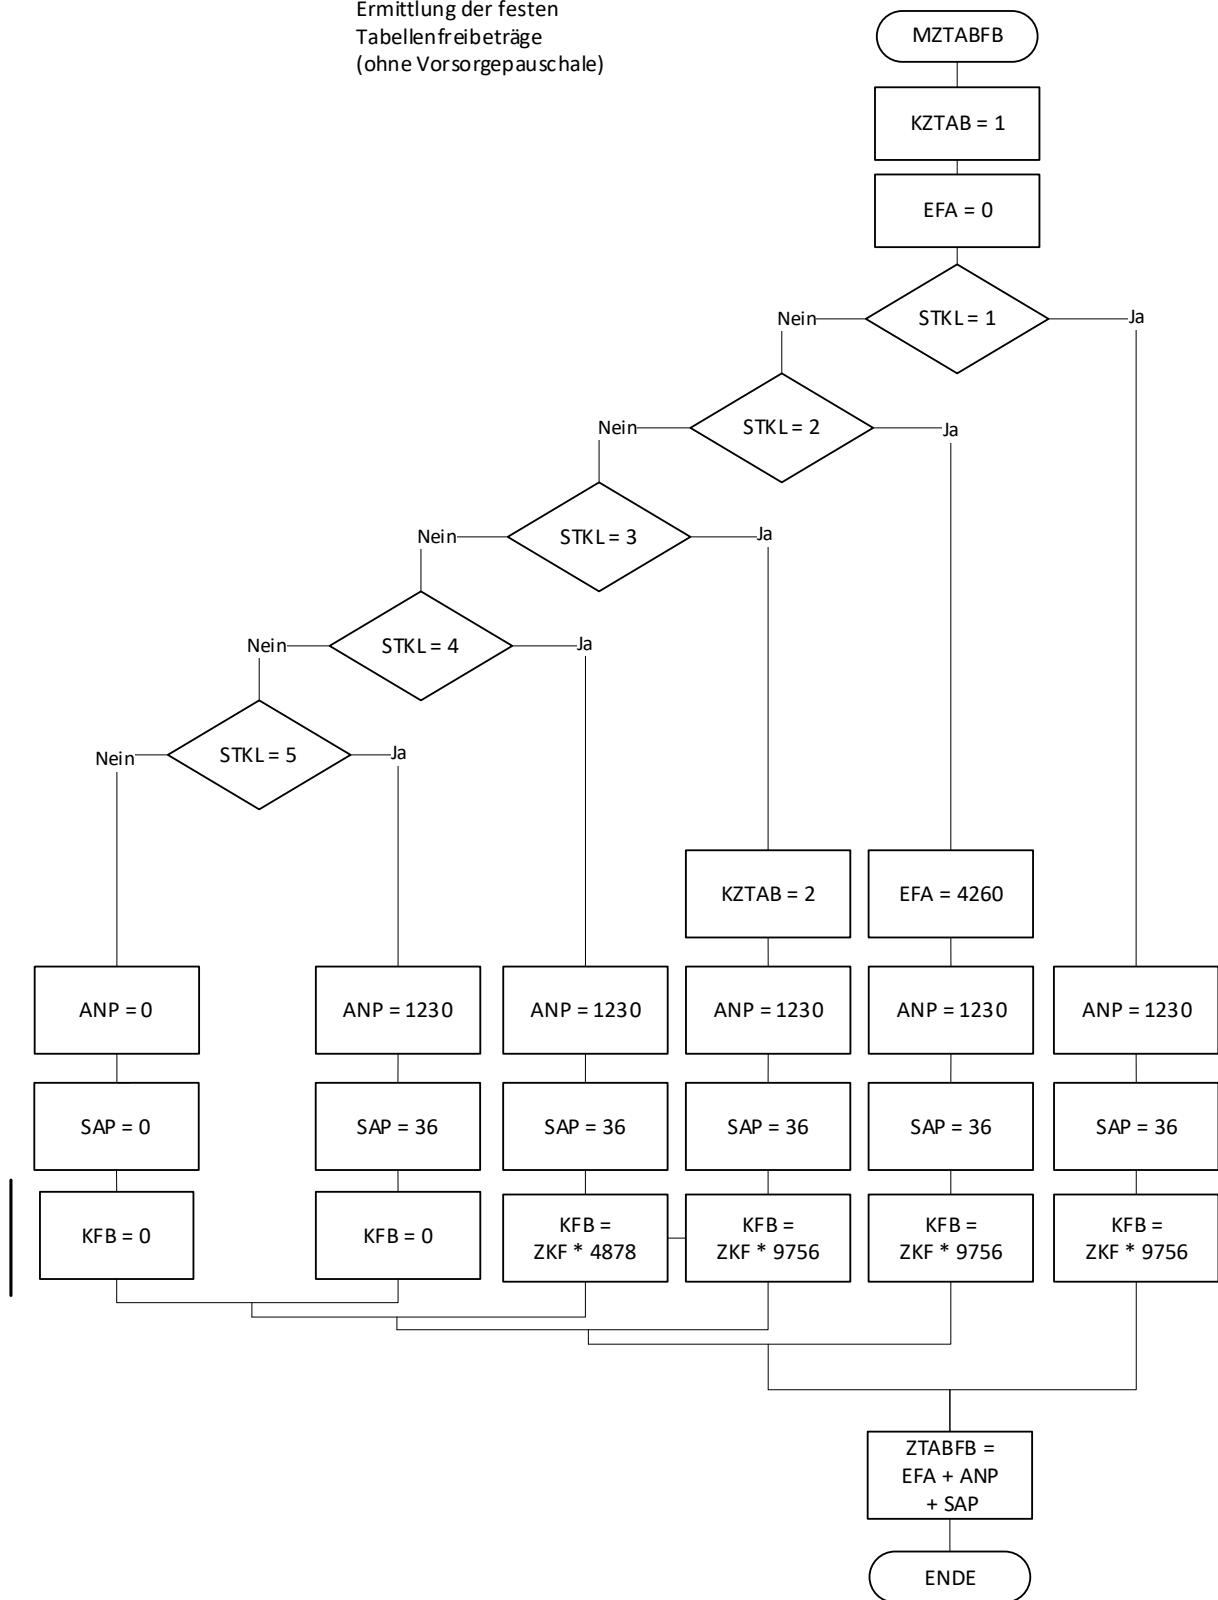 Ermittlung der festen
Tabellenfreibeträge
(ohne Vorsorgepauschale)
MZTABFB
KZTAB = 1
EFA = 0
STKL = 1
Nein
Ja
STKL = 2
Nein
Ja
STKL = 3
Nein
Ja
STKL = 4
Nein
Ja
STKL = 5
Nein
Ja
KZTAB = 2
EFA = 4260
ANP = 0
ANP = 1230
ANP = 1230
ANP = 1230
ANP = 1230
ANP = 1230
SAP = 0
SAP = 36
SAP = 36
SAP = 36
SAP = 36
SAP = 36
KFB = 0
KFB = 0
KFB =
ZKF * 4878
KFB =
ZKF * 9756
KFB =
ZKF * 9756
KFB =
ZKF * 9756
ZTABFB =
EFA + ANP
+ SAP
ENDE